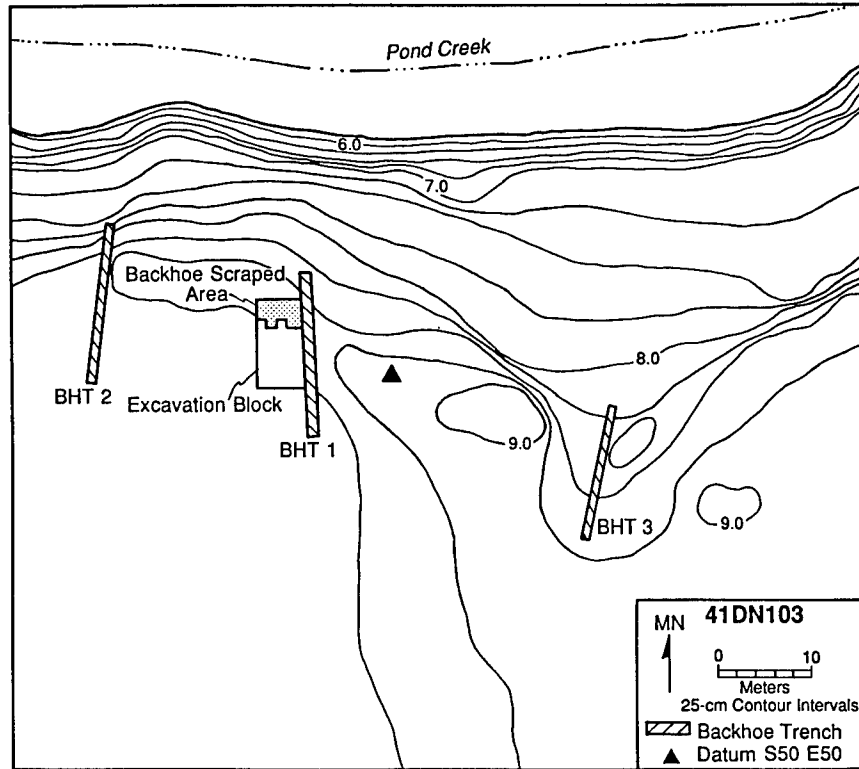 Pond Creek
6.0
7.0
Backhoe Scraped
Area
8.0
BHT 2
Excavation Block
BHT 1
9.0
BHT 3
9.0
41DN103
MN
0 10
Meters
25-cm Contour Intervals
Backhoe Trench
Datum S50 E50